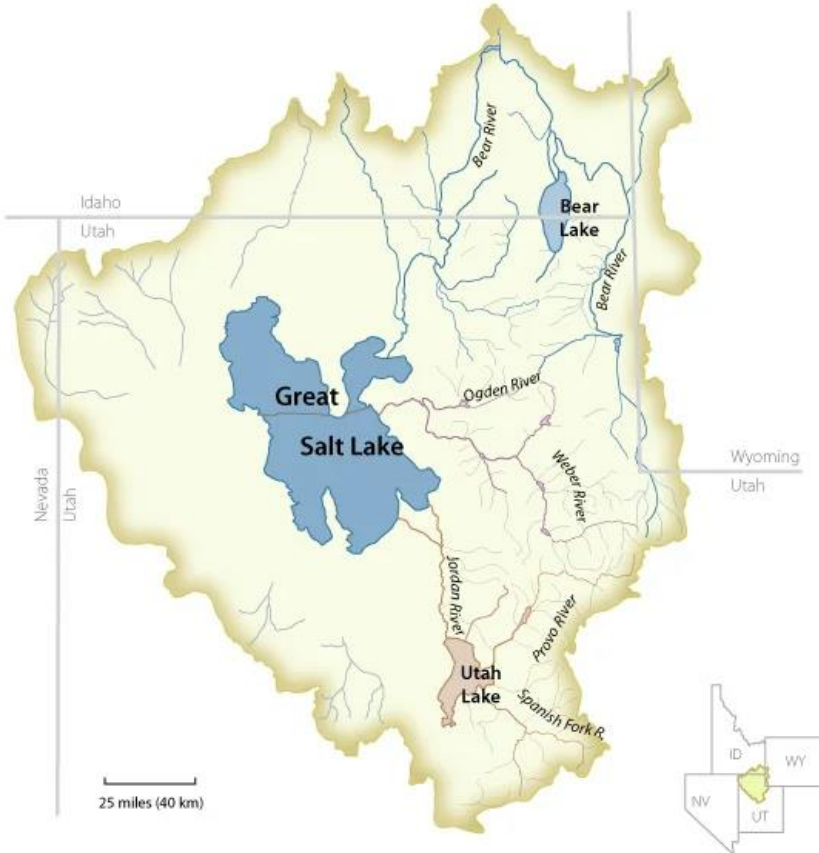 Bear River
Idaho
Utah
Bear
Lake
Bear River
Great
Salt Lake
Ogden River
Weber River
Wyoming
Utah
Nevada
Utah
Jordan River
Provo River
Utah
Lake
Spanish Fork R.
25 miles (40 km)
ID
WY
NV
UT